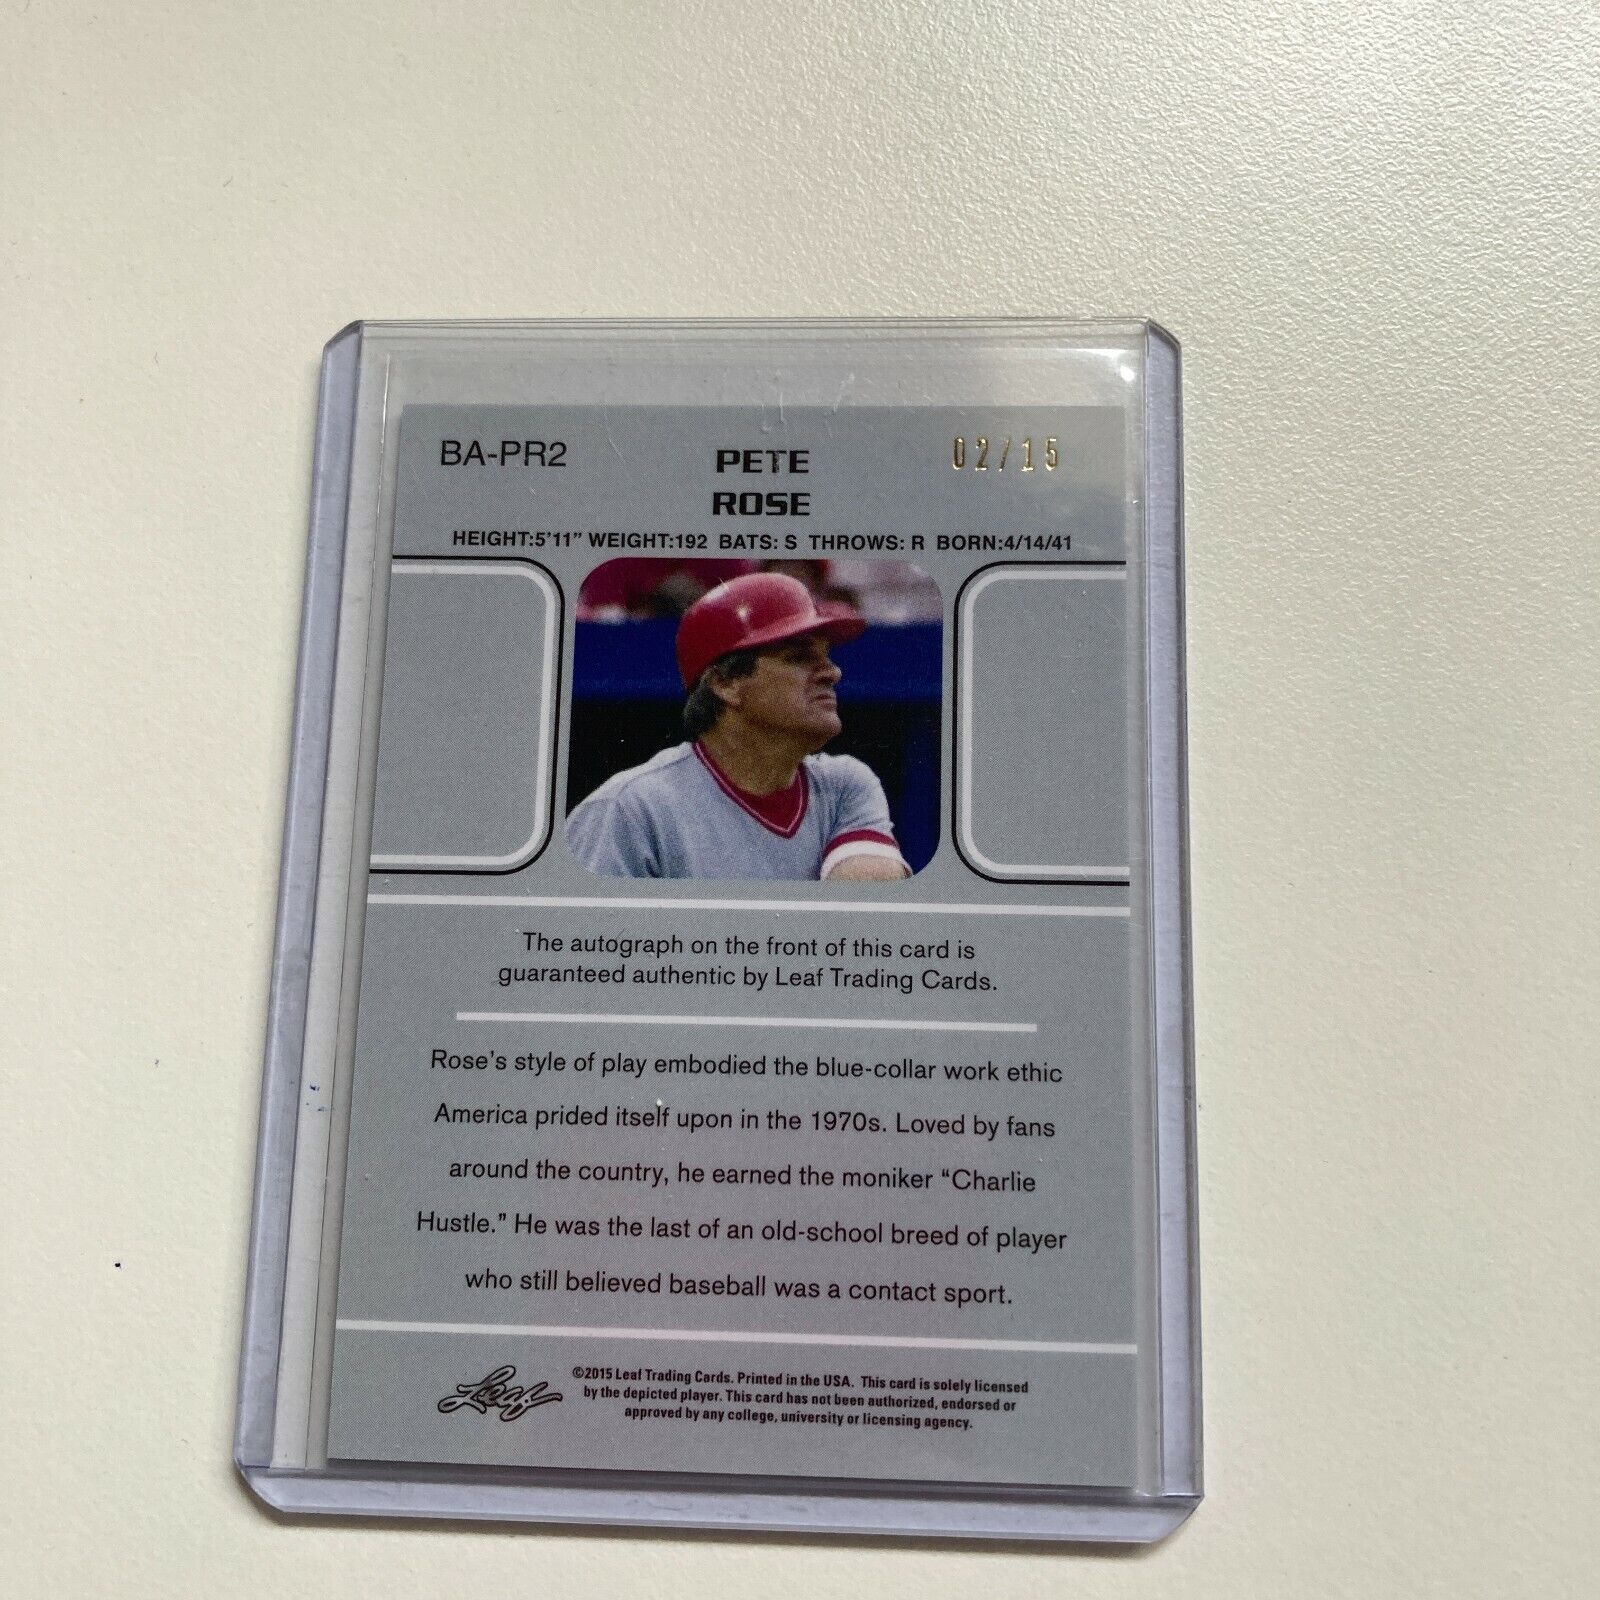 BA-PR2
PETE
ROSE
02/15
HEIGHT:5'11" WEIGHT:192 BATS: S THROWS: R BORN:4/14/41
The autograph on the front of this card is
guaranteed authentic by Leaf Trading Cards.
Rose's style of play embodied the blue-collar work ethic
America prided itself upon in the 1970s. Loved by fans
around the country, he earned the moniker “Charlie
Hustle.” He was the last of an old-school breed of player
who still believed baseball was a contact sport.
Leaf
©2015 Leaf Trading Cards. Printed in the USA. This card is solely licensed
by the depicted player. This card has not been authorized, endorsed or
approved by any college, university or licensing agency.